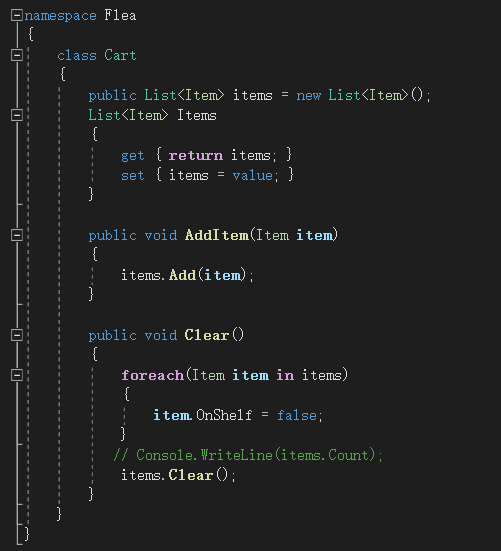 namespace Flea
{
    class Cart
    {
        public List<Item> items = new List<Item>();
        List<Item> Items
        {
            get { return items; }
            set { items = value; }
        }

        public void AddItem(Item item)
        {
            items.Add(item);
        }

        public void Clear()
        {
            foreach(Item item in items)
            {
                item.OnShelf = false;
            }
           // Console.WriteLine(items.Count);
            items.Clear();
        }
    }
}